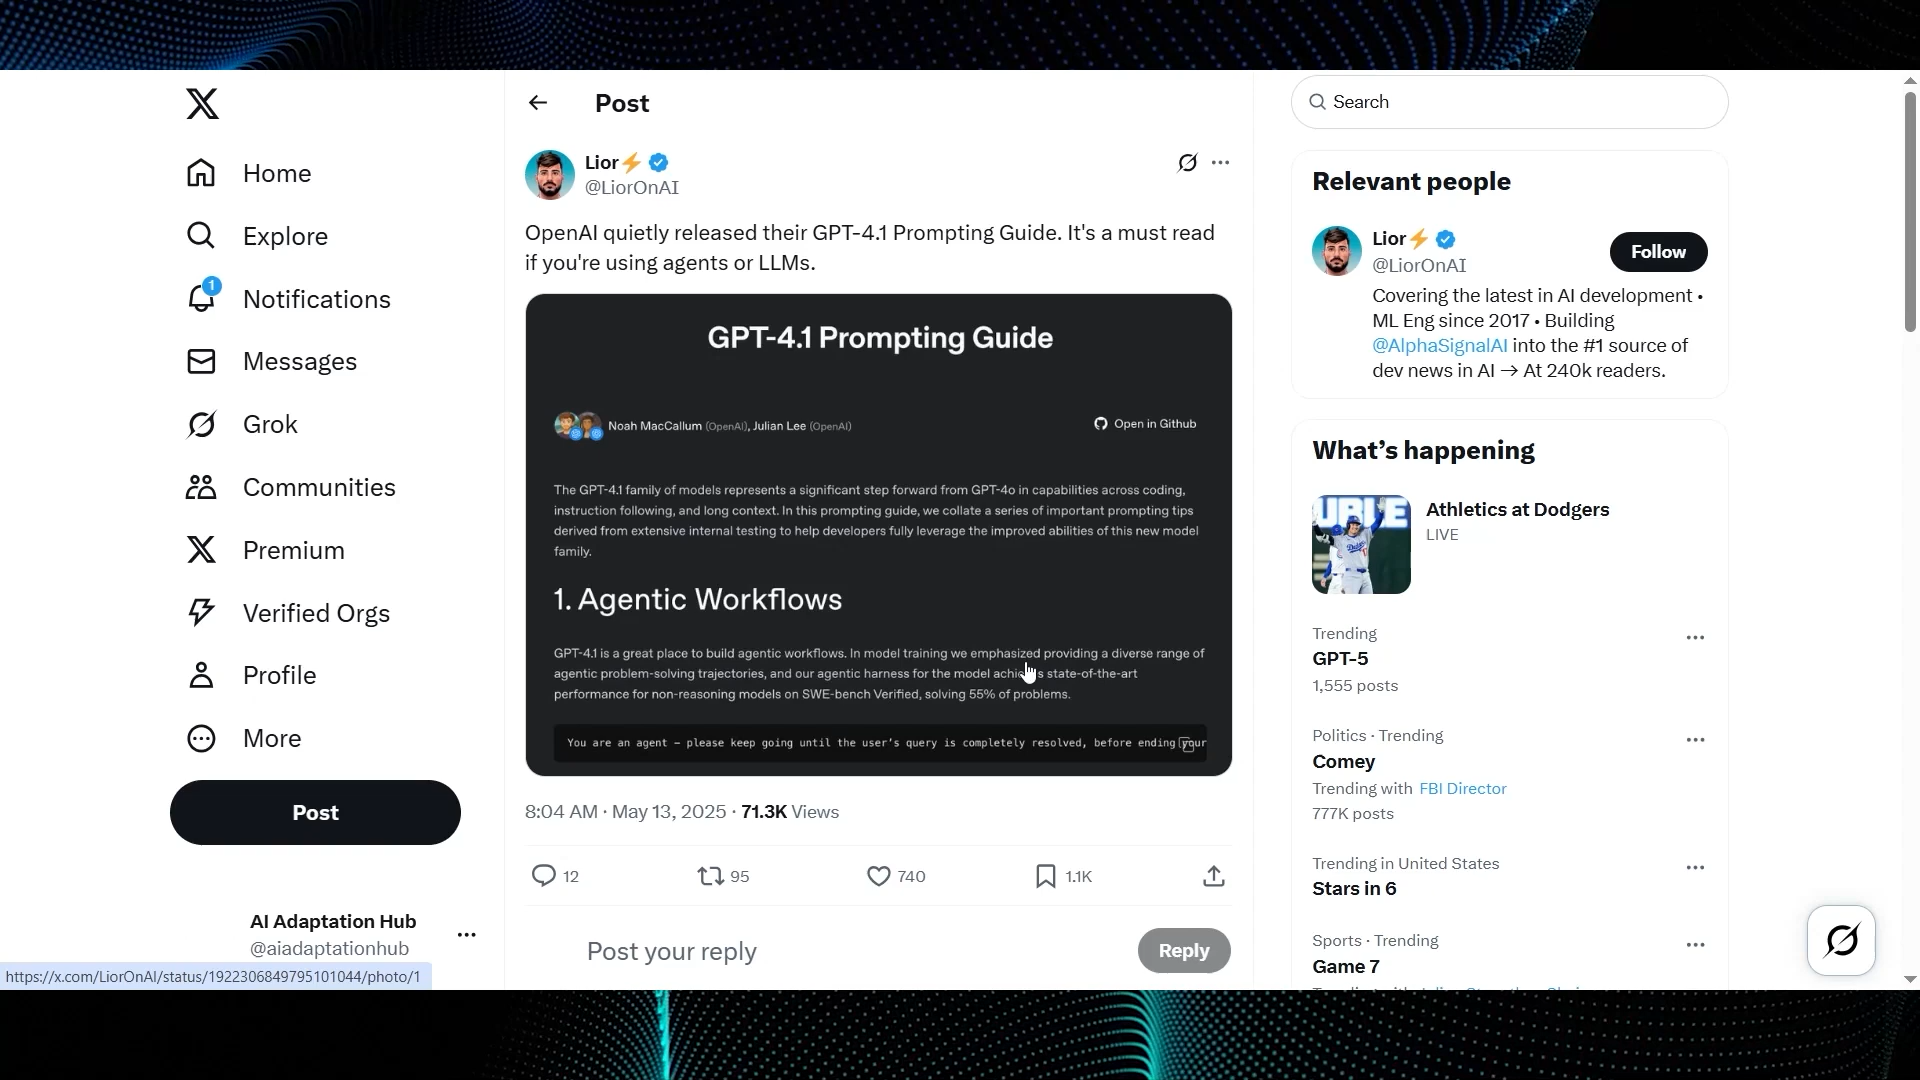 Home
Explore
1
Notifications
Messages
Grok
Communities
Premium
Verified Orgs
Profile
More
Post
AI Adaptation Hub
@aiadaptationhub
https://x.com/LiorOnAI/status/1922306849795101044/photo/1
Post
Lior⚡
@LiorOnAI
OpenAI quietly released their GPT-4.1 Prompting Guide. It's a must read
if you're using agents or LLMs.
GPT-4.1 Prompting Guide
Noah MacCallum (OpenAI), Julian Lee (OpenAI)
Open in Github
The GPT-4.1 family of models represents a significant step forward from GPT-4o in capabilities across coding,
instruction following, and long context. In this prompting guide, we collate a series of important prompting tips
derived from extensive internal testing to help developers fully leverage the improved abilities of this new model
family.
1. Agentic Workflows
GPT-4.1 is a great place to build agentic workflows. In model training we emphasized providing a diverse range of
agentic problem-solving trajectories, and our agentic harness for the model achieves state-of-the-art
performance for non-reasoning models on SWE-bench Verified, solving 55% of problems.
You are an agent – please keep going until the user's query is completely resolved, before ending your
8:04 AM · May 13, 2025 · 71.3K Views
12
95
740
1.1K
Post your reply
Reply
Search
Relevant people
Lior⚡
@LiorOnAI
Follow
Covering the latest in AI development •
ML Eng since 2017 • Building
@AlphaSignalAI into the #1 source of
dev news in AI → At 240k readers.
What’s happening
Athletics at Dodgers
LIVE
Trending
GPT-5
1,555 posts
Politics · Trending
Comey
Trending with FBI Director
777K posts
Trending in United States
Stars in 6
Sports · Trending
Game 7